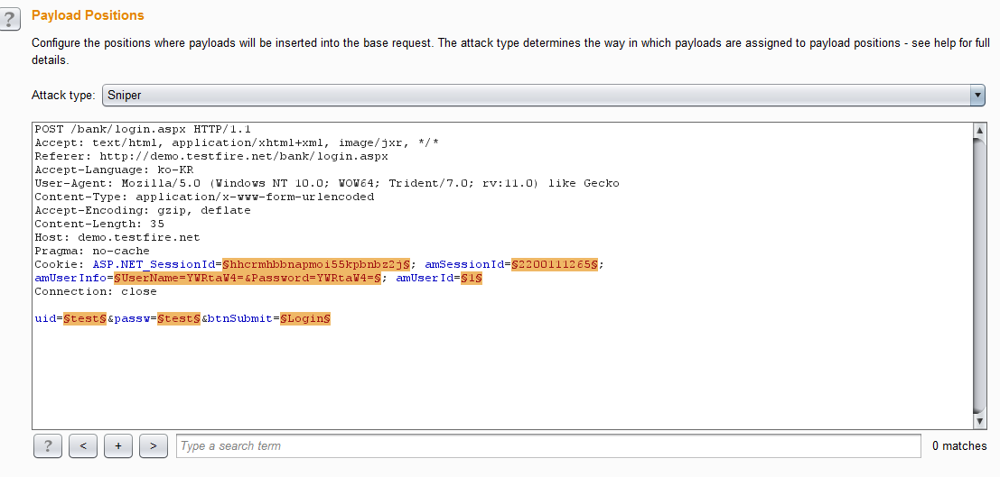 ?
Payload Positions
Configure the positions where payloads will be inserted into the base request. The attack type determines the way in which payloads are assigned to payload positions - see help for full
details.
Attack type: Sniper
POST /bank/login.aspx HTTP/1.1
Accept: text/html, application/xhtml+xml, image/jxr, */*
Referer: http://demo.testfire.net/bank/login.aspx
Accept-Language: ko-KR
User-Agent: Mozilla/5.0 (Windows NT 10.0; WOW64; Trident/7.0; rv:11.0) like Gecko
Content-Type: application/x-www-form-urlencoded
Accept-Encoding: gzip, deflate
Content-Length: 35
Host: demo.testfire.net
Pragma: no-cache
Cookie: ASP.NET_SessionId=§hhcrmhbbnapmoi55kpbnbz2j§; amSessionId=§2200111265§;
amUserInfo=§UserName=YWRtaW4=&Password=YWRtaW4=§; amUserId=§1§
Connection: close
uid=§test§&passw=§test§&btnSubmit=§Login§
? < + > Type a search term 0 matches